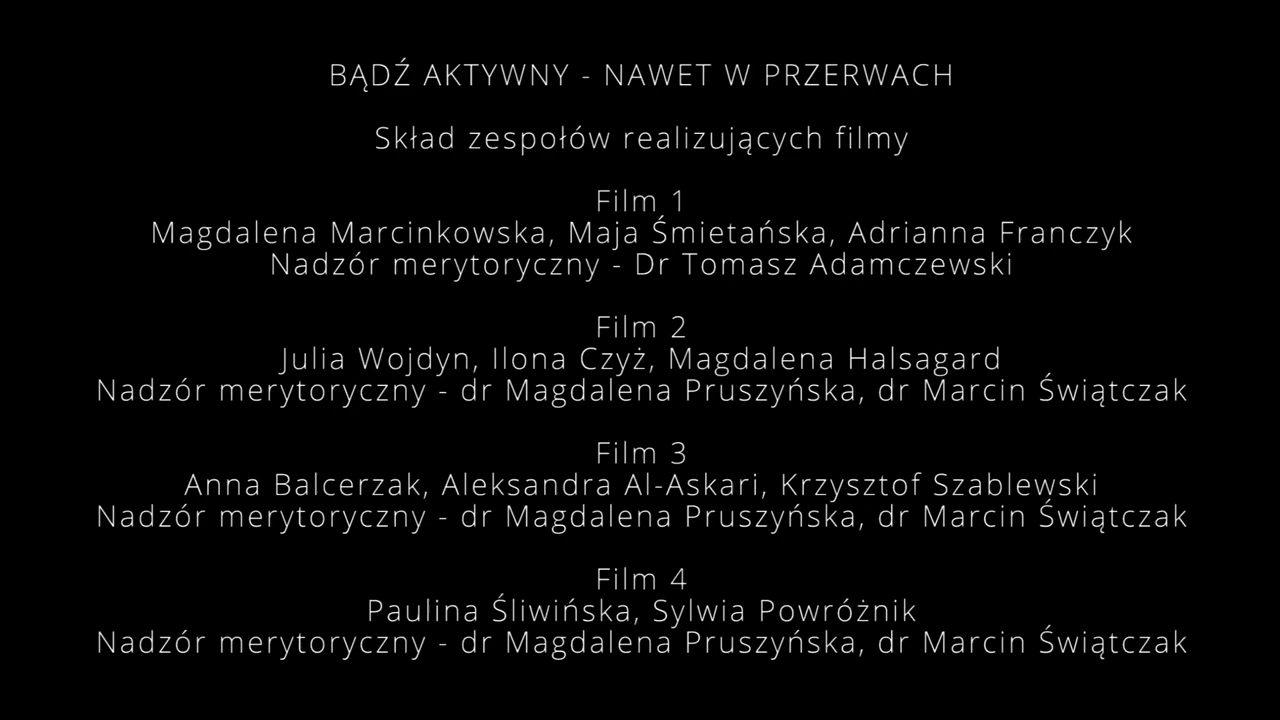 BĄDŹ AKTYWNY - NAWET W PRZERWACH
Skład zespołów realizujących filmy
Film 1
Magdalena Marcinkowska, Maja Śmietańska, Adrianna Franczyk
Nadzór merytoryczny - Dr Tomasz Adamczewski
Film 2
Julia Wojdyn, Ilona Czyż, Magdalena Halsagard
Nadzór merytoryczny - dr Magdalena Pruszyńska, dr Marcin Świątczak
Film 3
Anna Balcerzak, Aleksandra Al-Askari, Krzysztof Szablewski
Nadzór merytoryczny - dr Magdalena Pruszyńska, dr Marcin Świątczak
Film 4
Paulina Śliwińska, Sylwia Powróżnik
Nadzór merytoryczny - dr Magdalena Pruszyńska, dr Marcin Świątczak